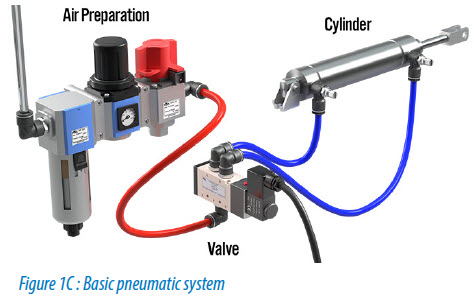 Air Preparation
Cylinder
Valve
Figure 1C : Basic pneumatic system